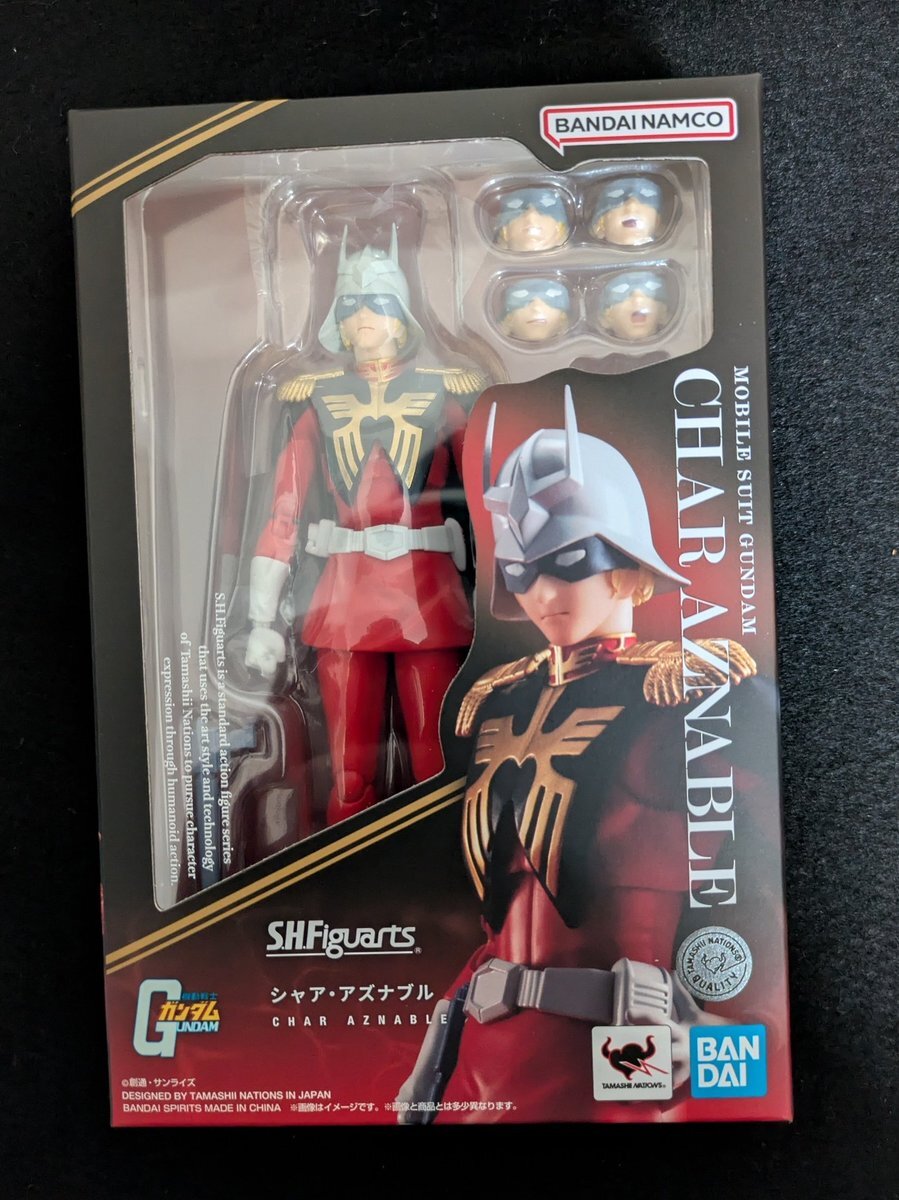 BANDAI NAMCO
MOBILE SUIT GUNDAM
CHAR AZNABLE
S.H.Figuarts is a standard action figure series
that uses the art style and technology
of Tamashii Nations to pursue character
expression through humanoid action.
S.H.Figuarts®
機動戦士
ガンダム
GUNDAM
シャア・アズナブル
CHAR AZNABLE
TAMASHII NATIONS®
QUALITY
TAMASHII NATIONS®
BAN
DAI
©創通・サンライズ
DESIGNED BY TAMASHII NATIONS IN JAPAN
BANDAI SPIRITS MADE IN CHINA ※画像はイメージです。※画像と商品とは多少異なります。